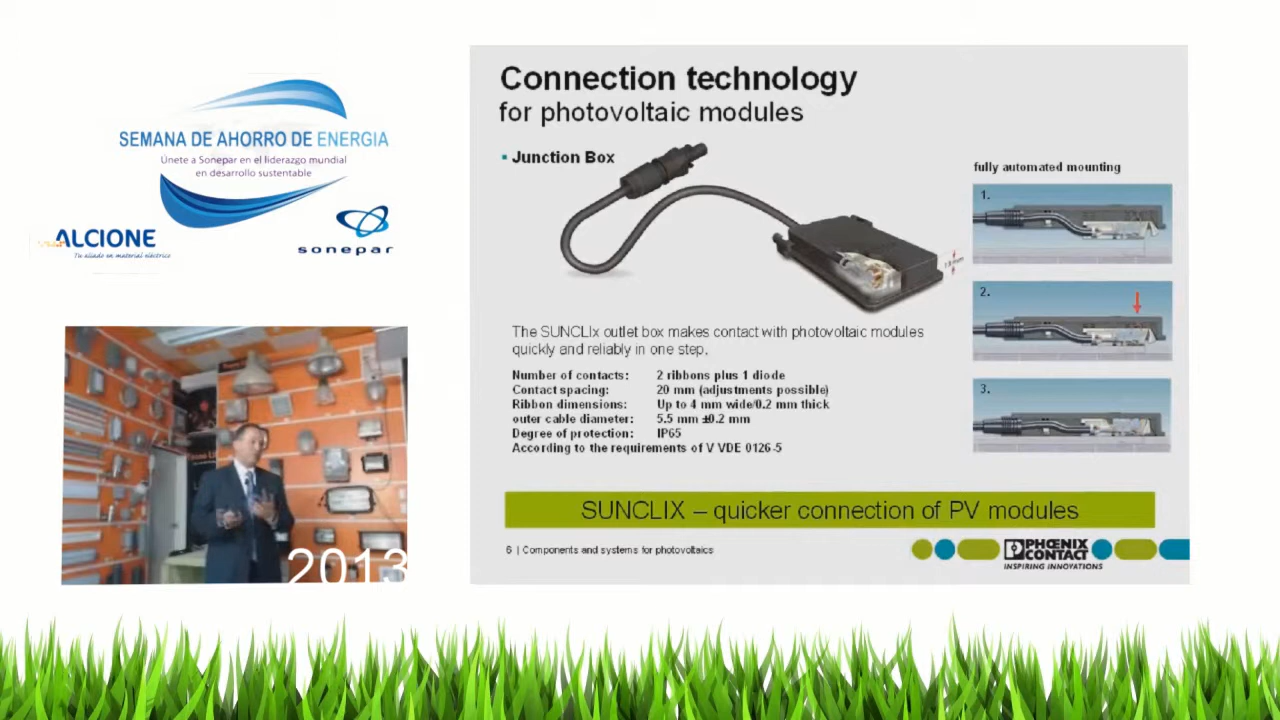 SEMANA DE AHORRO DE ENERGIA
Únete a Sonepar en el liderazgo mundial
en desarrollo sustentable
ALCIONE
Tu aliado en material eléctrico
sonepar
2013
Connection technology
for photovoltaic modules
Junction Box
The SUNCLIx outlet box makes contact with photovoltaic modules
quickly and reliably in one step.
Number of contacts: 2 ribbons plus 1 diode
Contact spacing: 20 mm (adjustments possible)
Ribbon dimensions: Up to 4 mm wide/0.2 mm thick
outer cable diameter: 5.5 mm ±0.2 mm
Degree of protection: IP65
According to the requirements of V VDE 0126-5
fully automated mounting
1.
2.
3.
SUNCLIX – quicker connection of PV modules
6 | Components and systems for photovoltaics
PHŒNIX
CONTACT
INSPIRING INNOVATIONS